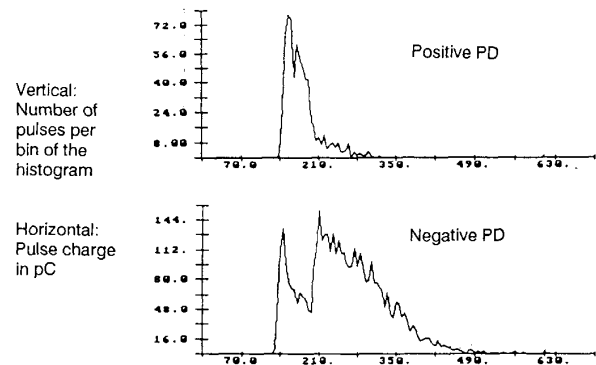 72.0
Positive PD
56.0
40.0
24.0
8.00
Vertical:
Number of
pulses per
bin of the
histogram
70.0 210. 350. 490. 630.
144.
112.
80.0
48.0
16.0
Negative PD
Horizontal:
Pulse charge
in pC
70.0 210. 350. 490. 630.